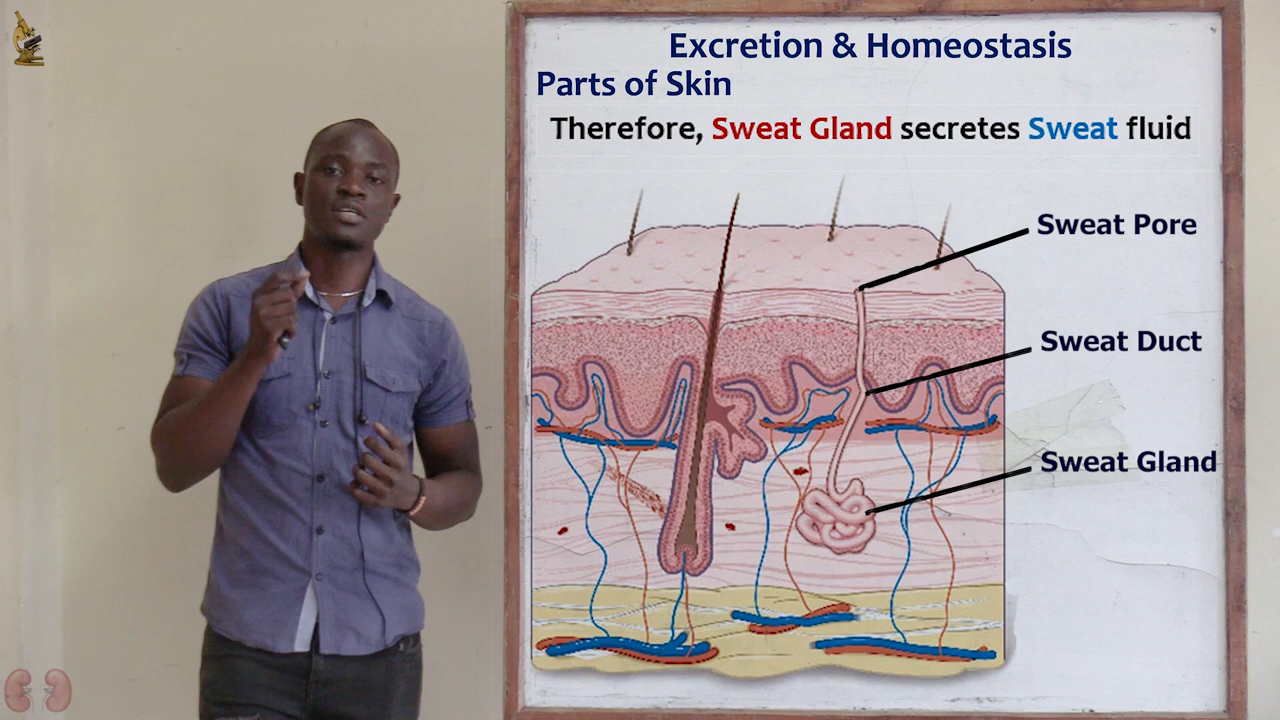 Excretion & Homeostasis
Parts of Skin
Therefore, Sweat Gland secretes Sweat fluid
Sweat Pore
Sweat Duct
Sweat Gland